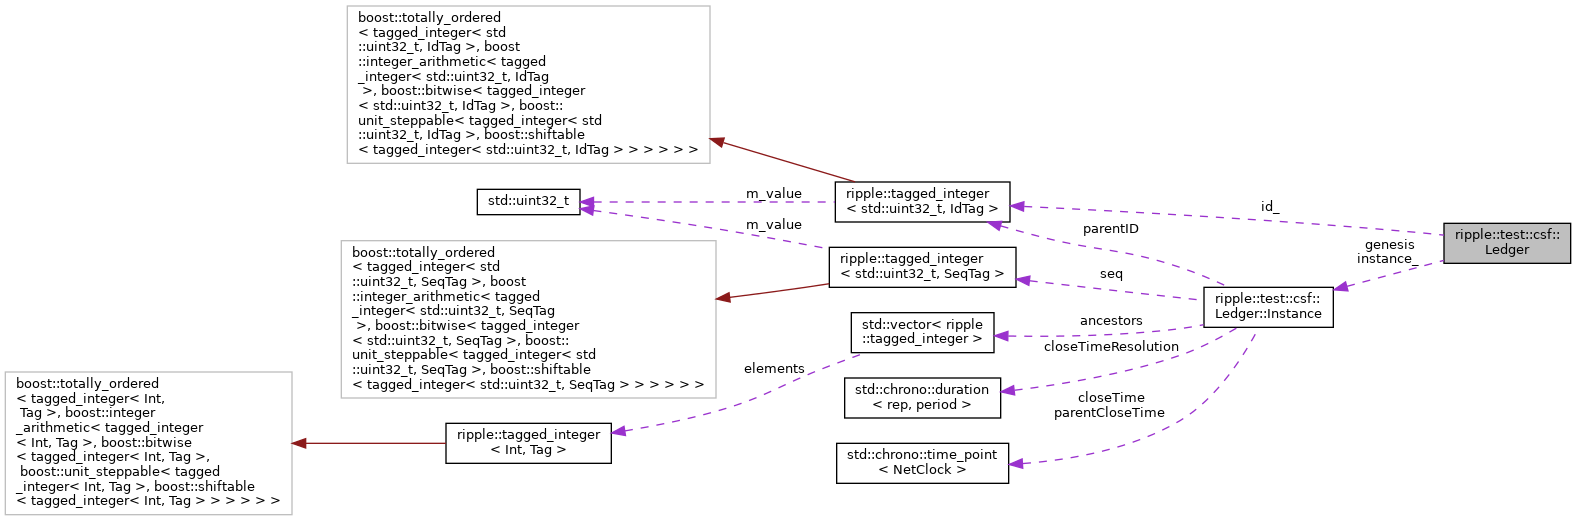 boost::totally_ordered
< tagged_integer< std
::uint32_t, IdTag >, boost
::integer_arithmetic< tagged
_integer< std::uint32_t, IdTag
 >, boost::bitwise< tagged_integer
< std::uint32_t, IdTag >, boost::
unit_steppable< tagged_integer< std
::uint32_t, IdTag >, boost::shiftable
< tagged_integer< std::uint32_t, IdTag > > > > > >
std::uint32_t
m_value
m_value
ripple::tagged_integer
< std::uint32_t, IdTag >
id_
parentID
ripple::test::csf::
Ledger
genesis
instance_
boost::totally_ordered
< tagged_integer< std
::uint32_t, SeqTag >, boost
::integer_arithmetic< tagged
_integer< std::uint32_t, SeqTag
 >, boost::bitwise< tagged_integer
< std::uint32_t, SeqTag >, boost::
unit_steppable< tagged_integer< std
::uint32_t, SeqTag >, boost::shiftable
< tagged_integer< std::uint32_t, SeqTag > > > > > >
ripple::tagged_integer
< std::uint32_t, SeqTag >
seq
ripple::test::csf::
Ledger::Instance
std::vector< ripple
::tagged_integer >
ancestors
closeTimeResolution
elements
std::chrono::duration
< rep, period >
closeTime
parentCloseTime
boost::totally_ordered
< tagged_integer< Int,
 Tag >, boost::integer
_arithmetic< tagged_integer
< Int, Tag >, boost::bitwise
< tagged_integer< Int, Tag >,
 boost::unit_steppable< tagged
_integer< Int, Tag >, boost::shiftable
< tagged_integer< Int, Tag > > > > > >
ripple::tagged_integer
< Int, Tag >
std::chrono::time_point
< NetClock >